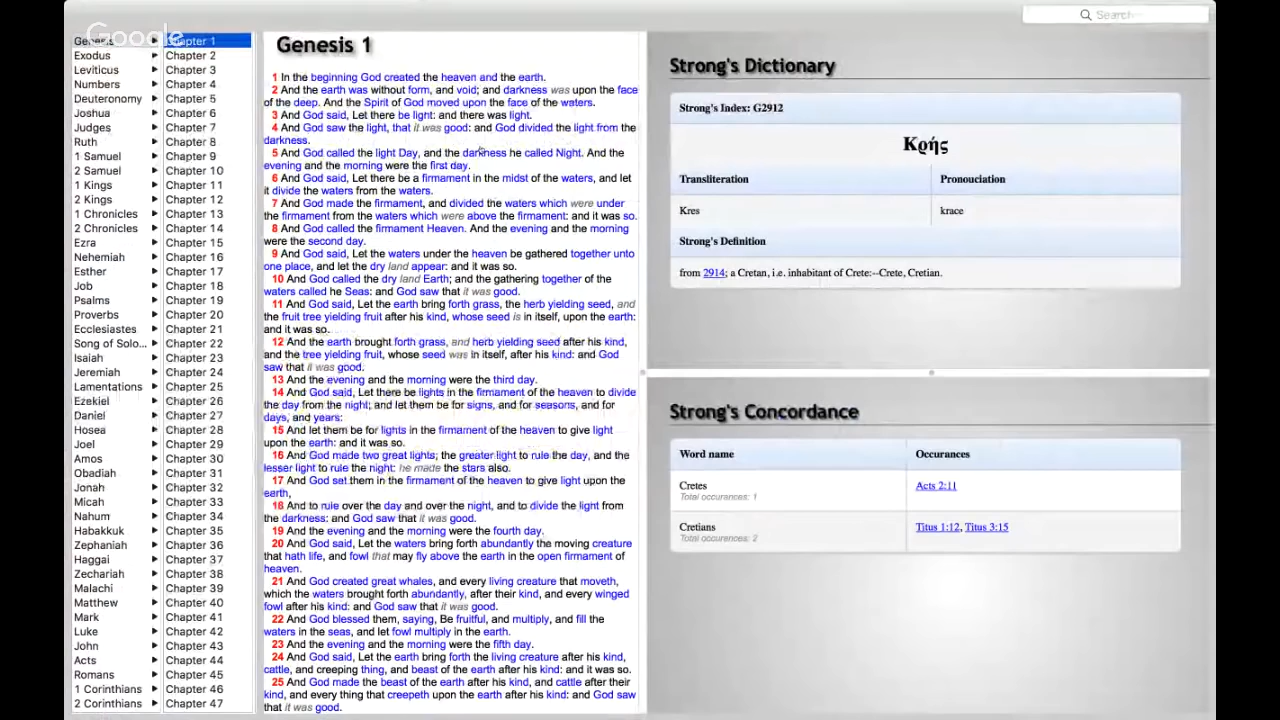 Google
Search
Genesis
Exodus
Leviticus
Numbers
Deuteronomy
Joshua
Judges
Ruth
1 Samuel
2 Samuel
1 Kings
2 Kings
1 Chronicles
2 Chronicles
Ezra
Nehemiah
Esther
Job
Psalms
Proverbs
Ecclesiastes
Song of Solo...
Isaiah
Jeremiah
Lamentations
Ezekiel
Daniel
Hosea
Joel
Amos
Obadiah
Jonah
Micah
Nahum
Habakkuk
Zephaniah
Haggai
Zechariah
Malachi
Matthew
Mark
Luke
John
Acts
Romans
1 Corinthians
2 Corinthians
Chapter 1
Chapter 2
Chapter 3
Chapter 4
Chapter 5
Chapter 6
Chapter 7
Chapter 8
Chapter 9
Chapter 10
Chapter 11
Chapter 12
Chapter 13
Chapter 14
Chapter 15
Chapter 16
Chapter 17
Chapter 18
Chapter 19
Chapter 20
Chapter 21
Chapter 22
Chapter 23
Chapter 24
Chapter 25
Chapter 26
Chapter 27
Chapter 28
Chapter 29
Chapter 30
Chapter 31
Chapter 32
Chapter 33
Chapter 34
Chapter 35
Chapter 36
Chapter 37
Chapter 38
Chapter 39
Chapter 40
Chapter 41
Chapter 42
Chapter 43
Chapter 44
Chapter 45
Chapter 46
Chapter 47
Genesis 1
1 In the beginning God created the heaven and the earth.
2 And the earth was without form, and void; and darkness was upon the face
of the deep. And the Spirit of God moved upon the face of the waters.
3 And God said, Let there be light: and there was light.
4 And God saw the light, that it was good: and God divided the light from the
darkness.
5 And God called the light Day, and the darkness he called Night. And the
evening and the morning were the first day.
6 And God said, Let there be a firmament in the midst of the waters, and let
it divide the waters from the waters.
7 And God made the firmament, and divided the waters which were under
the firmament from the waters which were above the firmament: and it was so.
8 And God called the firmament Heaven. And the evening and the morning
were the second day.
9 And God said, Let the waters under the heaven be gathered together unto
one place, and let the dry land appear: and it was so.
10 And God called the dry land Earth; and the gathering together of the
waters called he Seas: and God saw that it was good.
11 And God said, Let the earth bring forth grass, the herb yielding seed, and
the fruit tree yielding fruit after his kind, whose seed is in itself, upon the earth:
and it was so.
12 And the earth brought forth grass, and herb yielding seed after his kind,
and the tree yielding fruit, whose seed was in itself, after his kind: and God
saw that it was good.
13 And the evening and the morning were the third day.
14 And God said, Let there be lights in the firmament of the heaven to divide
the day from the night; and let them be for signs, and for seasons, and for
days, and years:
15 And let them be for lights in the firmament of the heaven to give light
upon the earth: and it was so.
16 And God made two great lights; the greater light to rule the day, and the
lesser light to rule the night: he made the stars also.
17 And God set them in the firmament of the heaven to give light upon the
earth,
18 And to rule over the day and over the night, and to divide the light from
the darkness: and God saw that it was good.
19 And the evening and the morning were the fourth day.
20 And God said, Let the waters bring forth abundantly the moving creature
that hath life, and fowl that may fly above the earth in the open firmament of
heaven.
21 And God created great whales, and every living creature that moveth,
which the waters brought forth abundantly, after their kind, and every winged
fowl after his kind: and God saw that it was good.
22 And God blessed them, saying, Be fruitful, and multiply, and fill the
waters in the seas, and let fowl multiply in the earth.
23 And the evening and the morning were the fifth day.
24 And God said, Let the earth bring forth the living creature after his kind,
cattle, and creeping thing, and beast of the earth after his kind: and it was so.
25 And God made the beast of the earth after his kind, and cattle after their
kind, and every thing that creepeth upon the earth after his kind: and God saw
that it was good.
Strong's Dictionary
Strong's Index: G2912
Κρής
Transliteration Pronouciation
Kres krace
Strong's Definition
from 2914; a Cretan, i.e. inhabitant of Crete:--Crete, Cretian.
Strong's Concordance
Word name Occurances
Cretes Acts 2:11
Total occurences: 1
Cretians Titus 1:12, Titus 3:15
Total occurences: 2